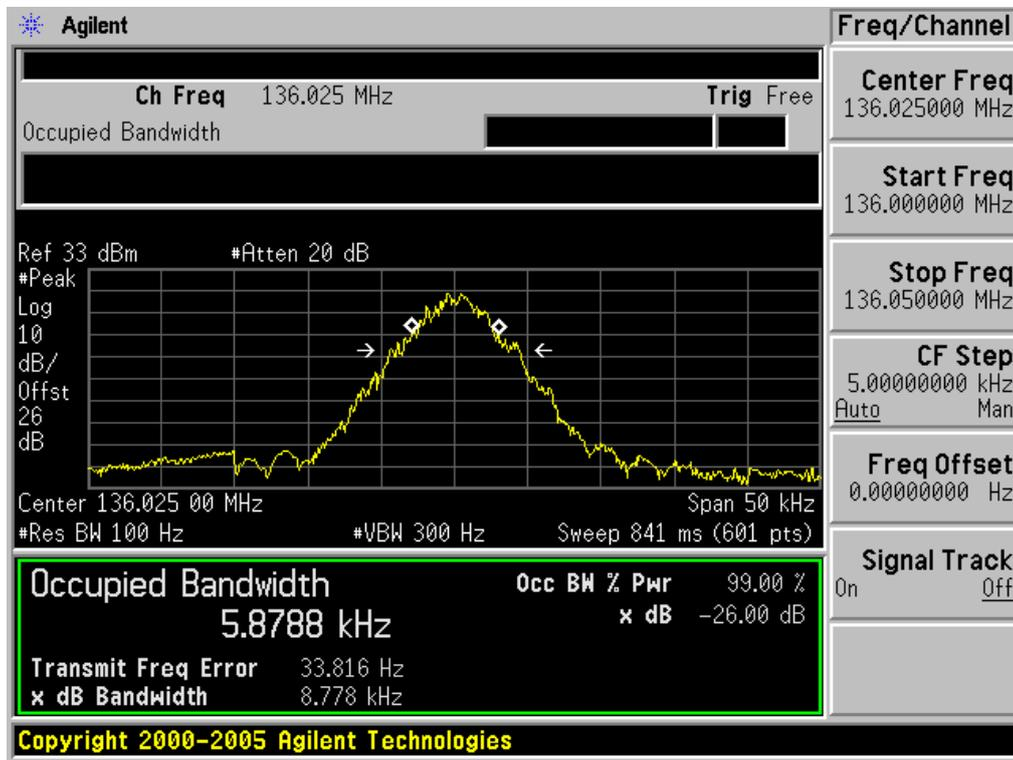 Agilent
Freq/Channel
Ch Freq 136.025 MHz Trig Free
Occupied Bandwidth
Center Freq
136.025000 MHz
Start Freq
136.000000 MHz
Stop Freq
136.050000 MHz
CF Step
5.00000000 kHz
Auto Man
Freq Offset
0.00000000 Hz
Signal Track
On Off
Ref 33 dBm #Atten 20 dB
#Peak
Log
10
dB/
Offst
26
dB
Center 136.025 00 MHz Span 50 kHz
#Res BW 100 Hz #VBW 300 Hz Sweep 841 ms (601 pts)
Occupied Bandwidth Occ BW % Pwr 99.00 %
5.8788 kHz x dB -26.00 dB
Transmit Freq Error 33.816 Hz
x dB Bandwidth 8.778 kHz
Copyright 2000-2005 Agilent Technologies